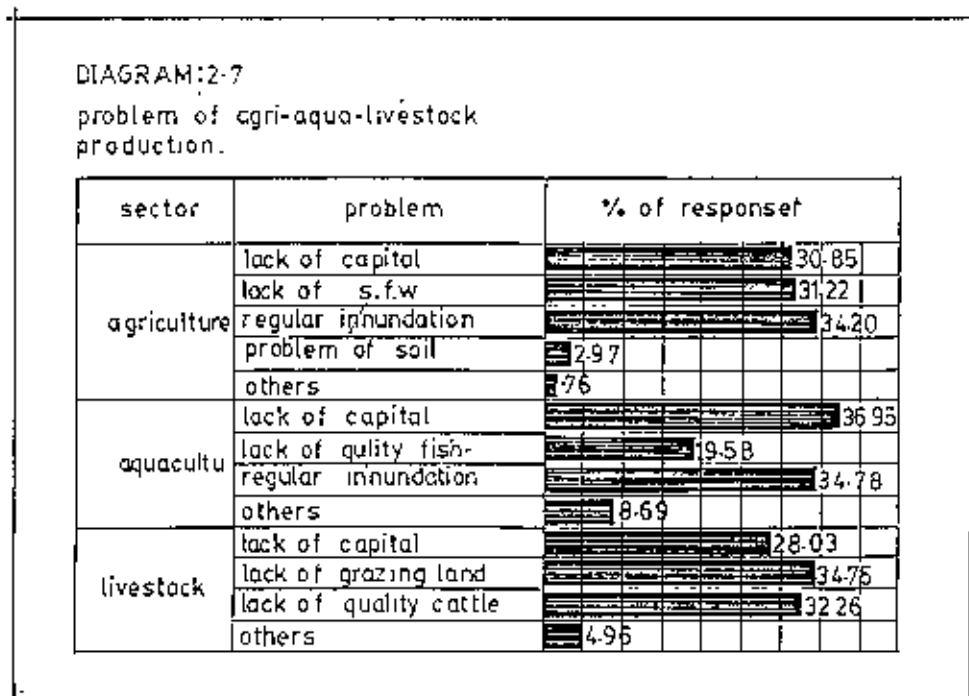 DIAGRAM:2-7
problem of agri-aqua-livestock
production.
sector problem % of responset
agriculture
lack of capital 30.85
lack of s.f.w 31.22
regular innundation 34.20
problem of soil 2.97
others .76
aquacultu
lack of capital 36.95
lack of qulity fish- 19.58
regular innundation 34.78
others 8.69
livestock
lack of capital 28.03
lack of grazing land 34.75
lack of quality cattle 32.26
others 4.96